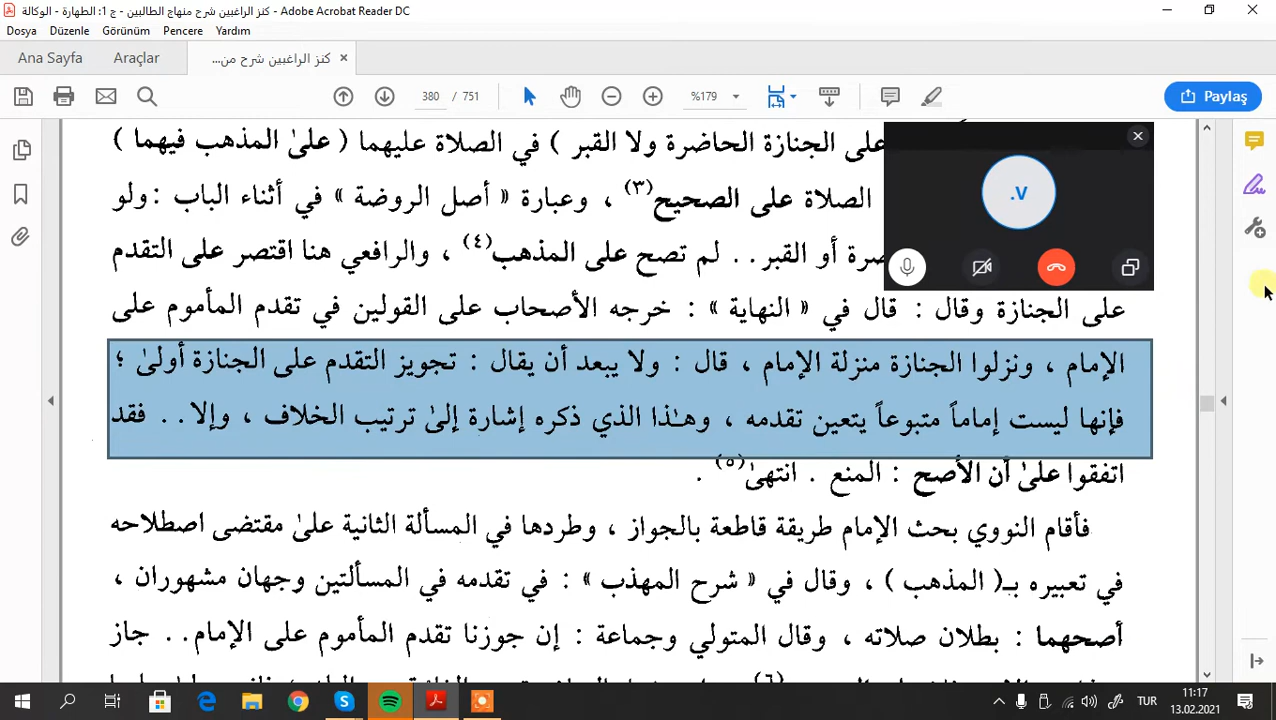 كنز الراغبين شرح منهاج الطالبين - ج 1: الطهارة - الوكالة - Adobe Acrobat Reader DC
Dosya Düzenle Görünüm Pencere Yardım
Ana Sayfa Araçlar كنز الراغبين شرح من...
380 / 751 %179 Paylaş
على الجنازة الحاضرة ولا القبر ) في الصلاة عليهما ( على المذهب فيهما )
الصلاة على الصحيح(٣) ، وعبارة « أصل الروضة » في أثناء الباب : ولو
أو القبر . . لم تصح على المذهب(٤) ، والرافعي هنا اقتصر على التقدم
على الجنازة وقال : قال في « النهاية » : خرجه الأصحاب على القولين في تقدم المأموم على
الإمام ، ونزلوا الجنازة منزلة الإمام ، قال : ولا يبعد أن يقال : تجويز التقدم على الجنازة أولىٰ ؛
فإنها ليست إماماً متبوعاً يتعين تقدمه ، وهـٰذا الذي ذكره إشارة إلىٰ ترتيب الخلاف ، وإلا . . فقد
اتفقوا علىٰ أن الأصح : المنع . انتهىٰ(٥) .
فأقام النووي بحث الإمام طريقة قاطعة بالجواز ، وطردها في المسألة الثانية علىٰ مقتضى اصطلاحه
في تعبيره بـ( المذهب ) ، وقال في « شرح المهذب » : في تقدمه في المسألتين وجهان مشهوران ،
أصحهما : بطلان صلاته ، وقال المتولي وجماعة : إن جوزنا تقدم المأموم على الإمام . . جاز
(٦)
V.
TUR
11:17
13.02.2021